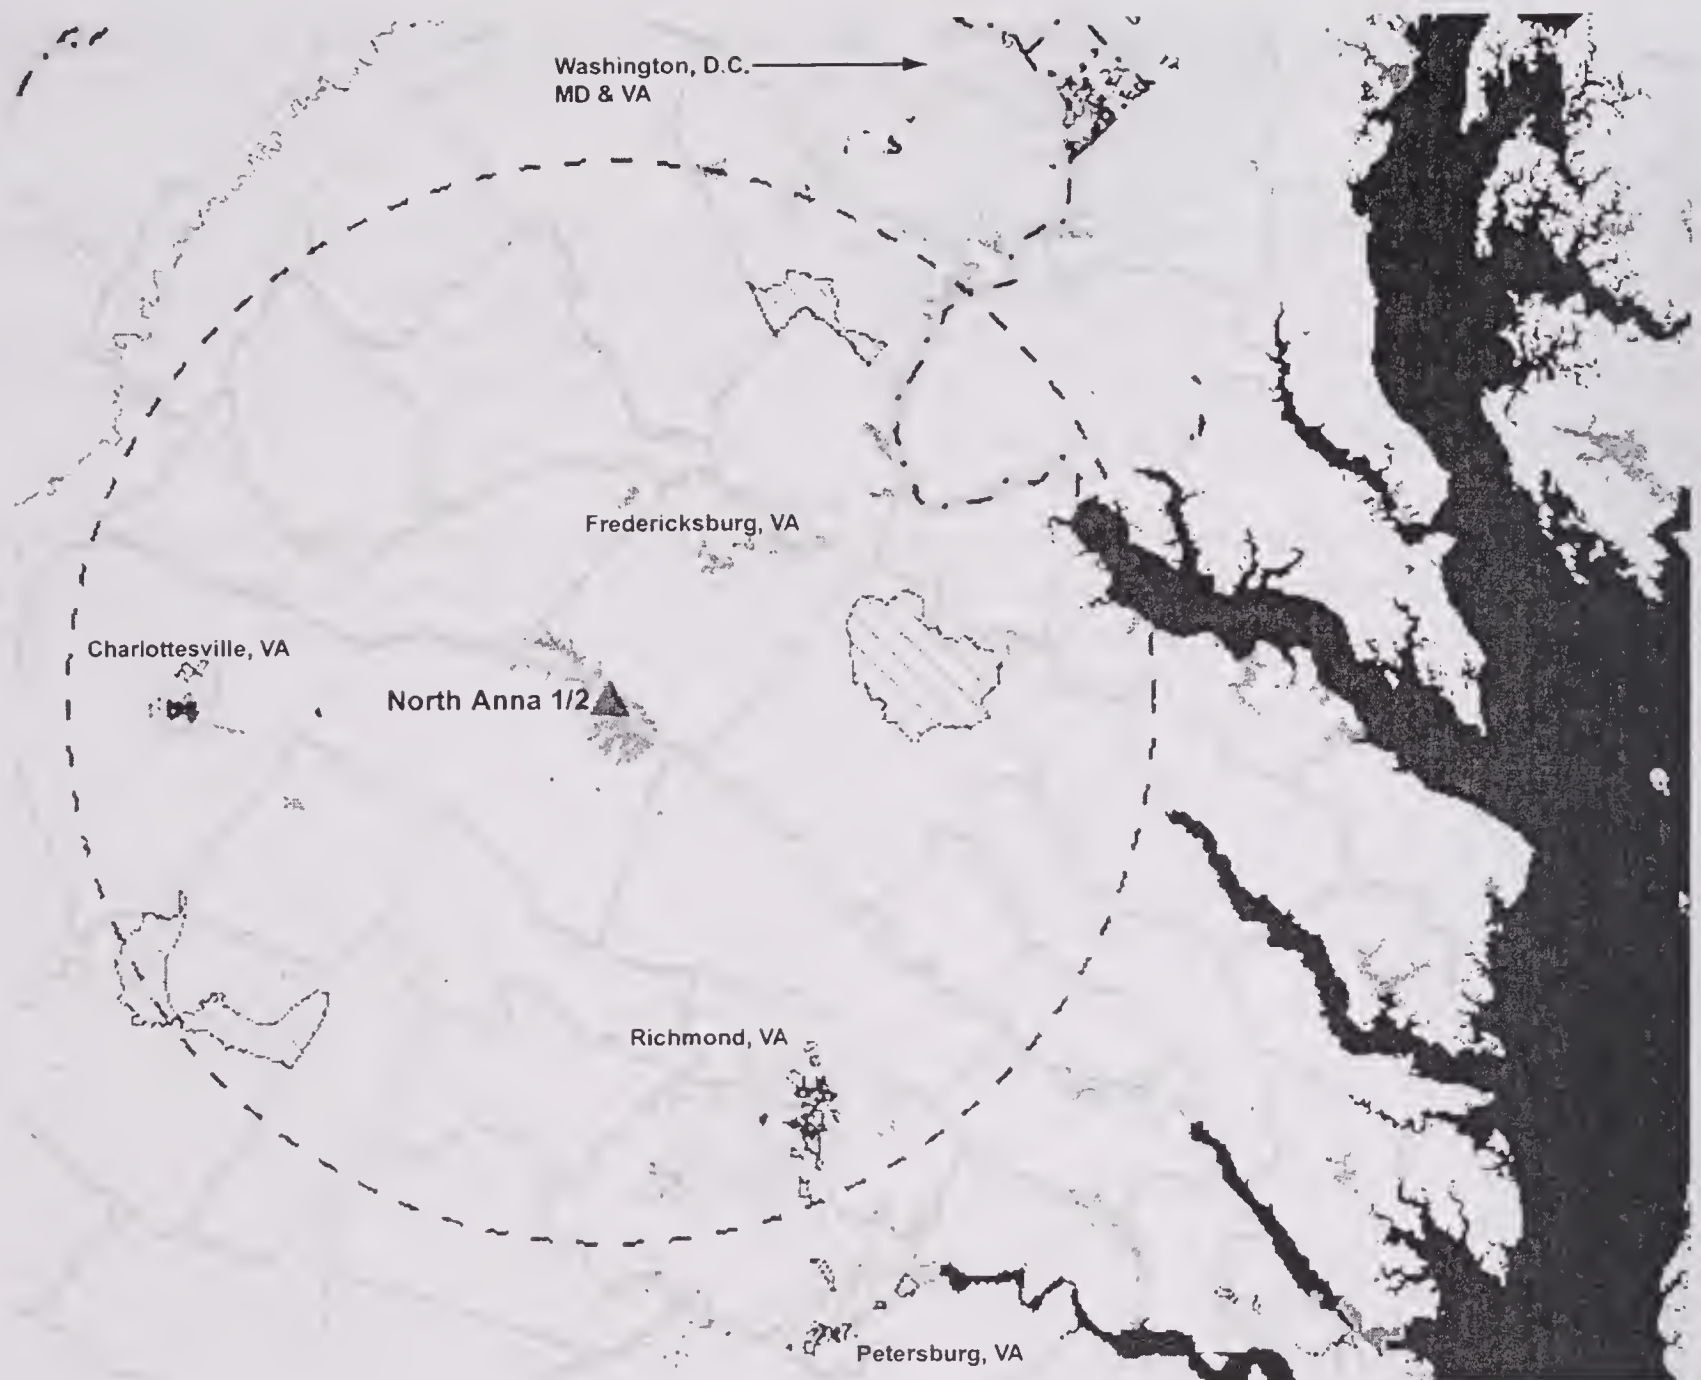 Washington, D.C.
MD & VA
Fredericksburg, VA
Charlottesville, VA
North Anna 1/2
Richmond, VA
Petersburg, VA